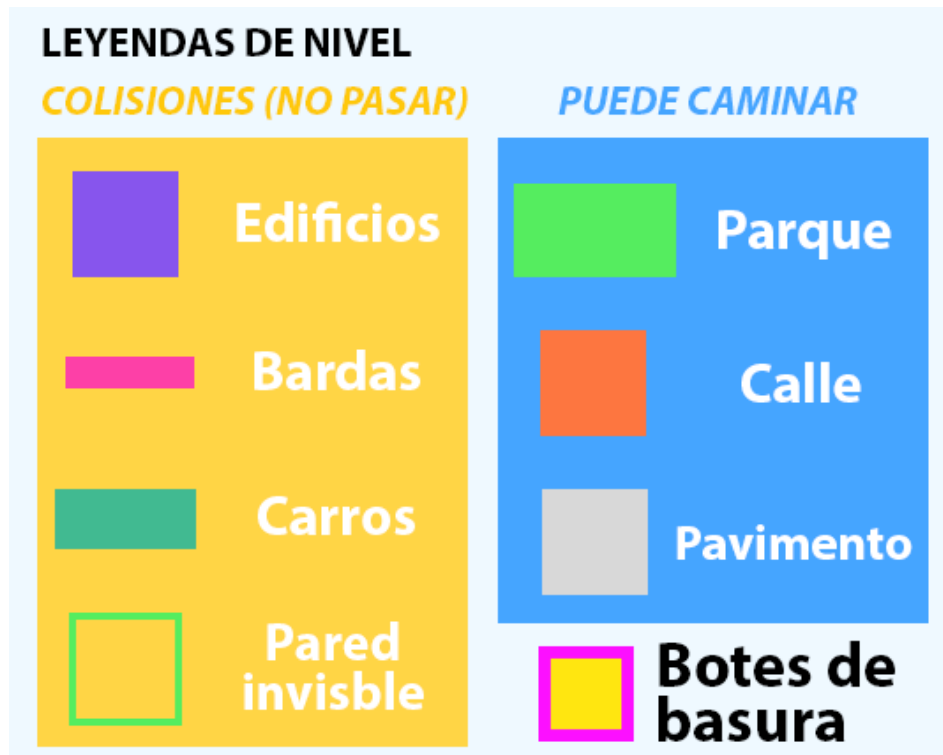 LEYENDAS DE NIVEL
COLISIONES (NO PASAR)
Edificios
Bardas
Carros
Pared
invisble
PUEDE CAMINAR
Parque
Calle
Pavimento
Botes de
basura